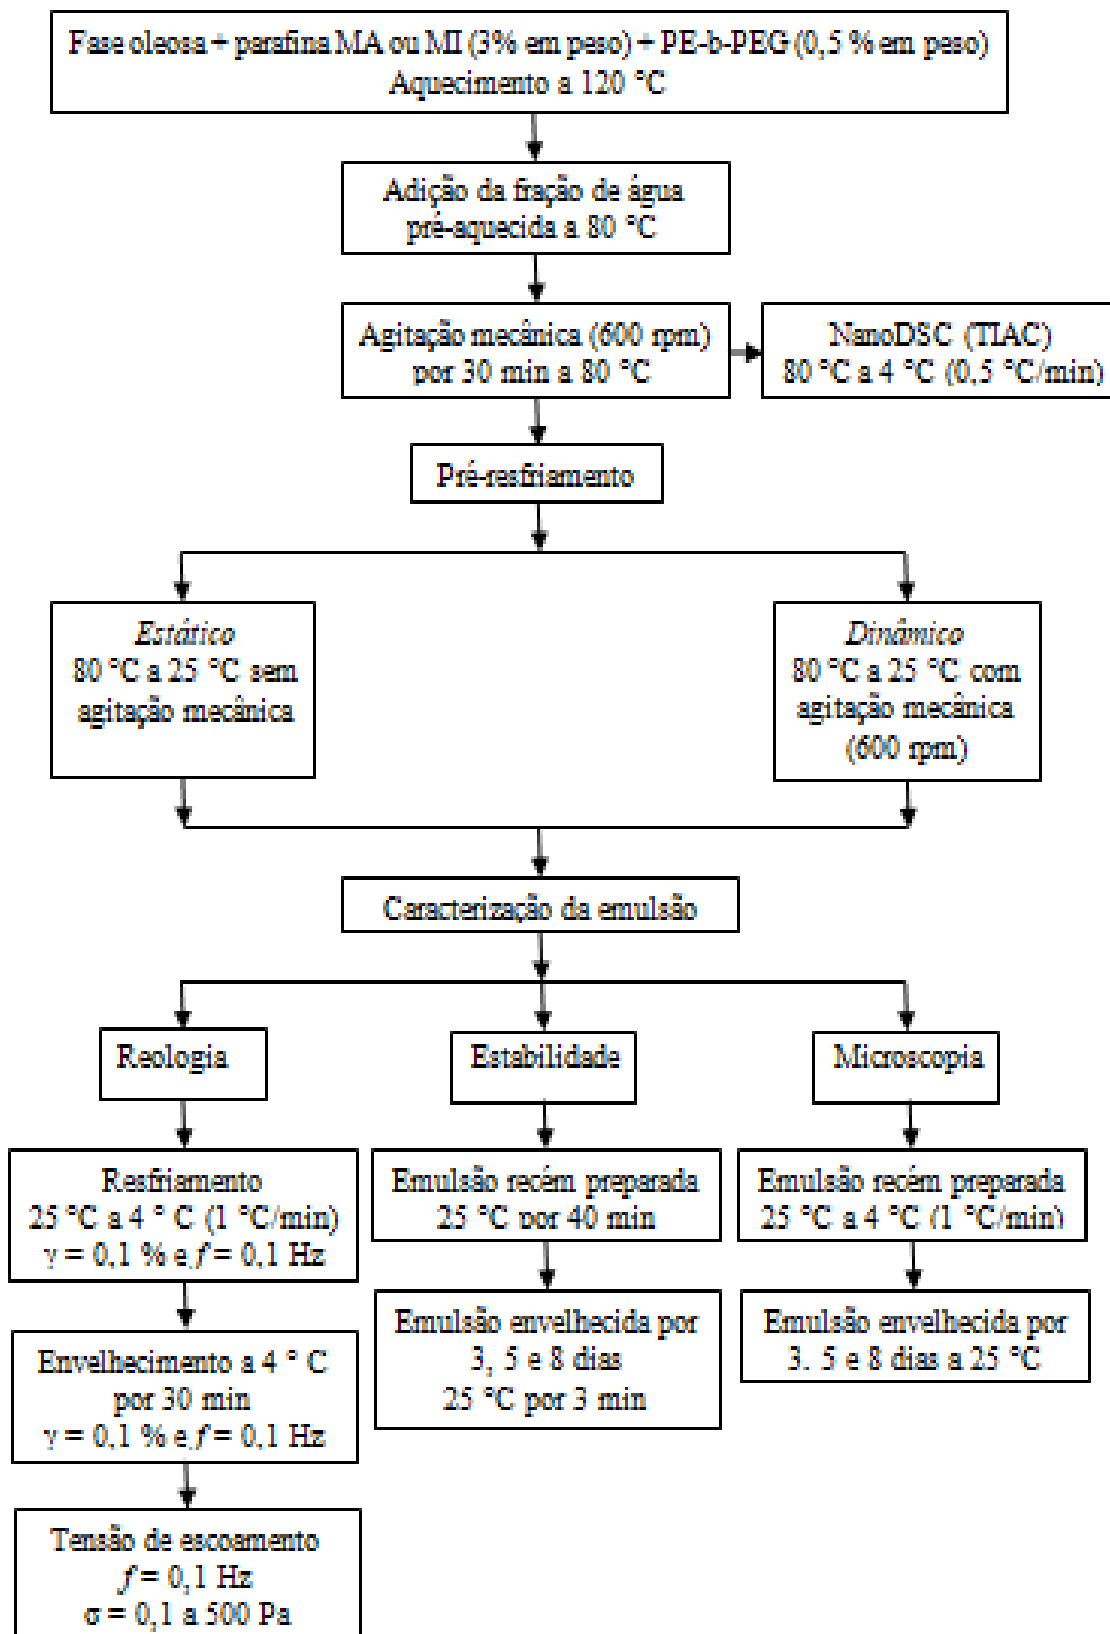 Fase oleosa + parafina MA ou MI (3% em peso) + PE-b-PEG (0,5 % em peso)
Aquecimento a 120 °C
Adição da fração de água
pré-aquecida a 80 °C
Agitação mecânica (600 rpm)
por 30 min a 80 °C
NanoDSC (TIAC)
80 °C a 4 °C (0,5 °C/min)
Pré-resfriamento
Estático
80 °C a 25 °C sem
agitação mecânica
Dinâmico
80 °C a 25 °C com
agitação mecânica
(600 rpm)
Caracterização da emulsão
Reologia
Estabilidade
Microscopia
Resfriamento
25 °C a 4 ° C (1 °C/min)
γ = 0,1 % e f = 0,1 Hz
Emulsão recém preparada
25 °C por 40 min
Emulsão recém preparada
25 °C a 4 °C (1 °C/min)
Envelhecimento a 4 ° C
por 30 min
γ = 0,1 % e f = 0,1 Hz
Emulsão envelhecida por
3, 5 e 8 dias
25 °C por 3 min
Emulsão envelhecida por
3. 5 e 8 dias a 25 °C
Tensão de escoamento
f = 0,1 Hz
σ = 0,1 a 500 Pa